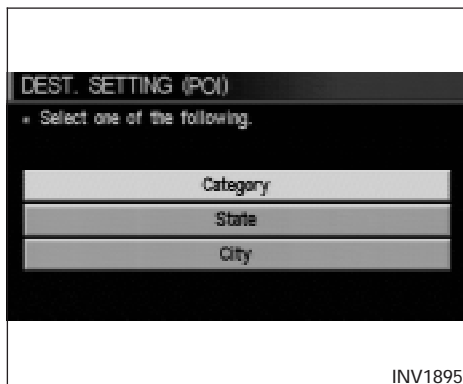 DEST. SETTING (POI)
Select one of the following.
Category
State
City
INV1895